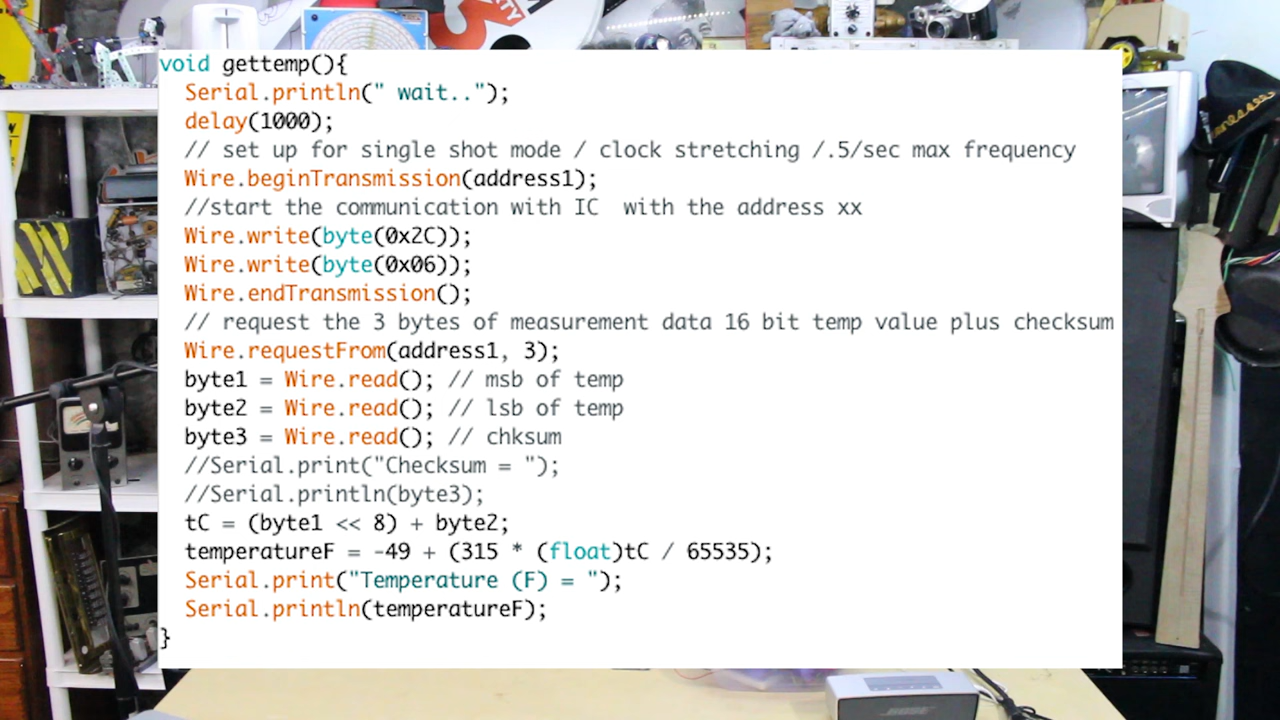 void gettemp(){
Serial.println(" wait..");
delay(1000);
// set up for single shot mode / clock stretching /.5/sec max frequency
Wire.beginTransmission(address1);
//start the communication with IC  with the address xx
Wire.write(byte(0x2C));
Wire.write(byte(0x06));
Wire.endTransmission();
// request the 3 bytes of measurement data 16 bit temp value plus checksum
Wire.requestFrom(address1, 3);
byte1 = Wire.read(); // msb of temp
byte2 = Wire.read(); // lsb of temp
byte3 = Wire.read(); // chksum
//Serial.print("Checksum = ");
//Serial.println(byte3);
tC = (byte1 << 8) + byte2;
temperatureF = -49 + (315 * (float)tC / 65535);
Serial.print("Temperature (F) = ");
Serial.println(temperatureF);
}
BOSE